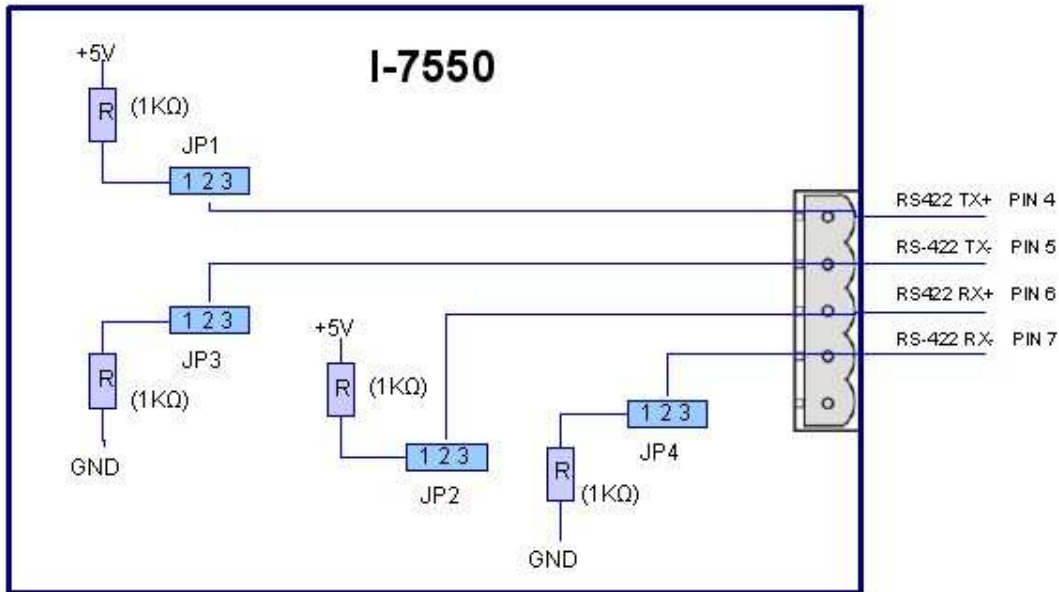 I-7550
+5V
R (1KΩ)
JP1
1 2 3
RS422 TX+ PIN 4
RS-422 TX- PIN 5
RS422 RX+ PIN 6
RS-422 RX- PIN 7
1 2 3
JP3
R (1KΩ)
GND
+5V
R (1KΩ)
1 2 3
JP2
1 2 3
JP4
R (1KΩ)
GND